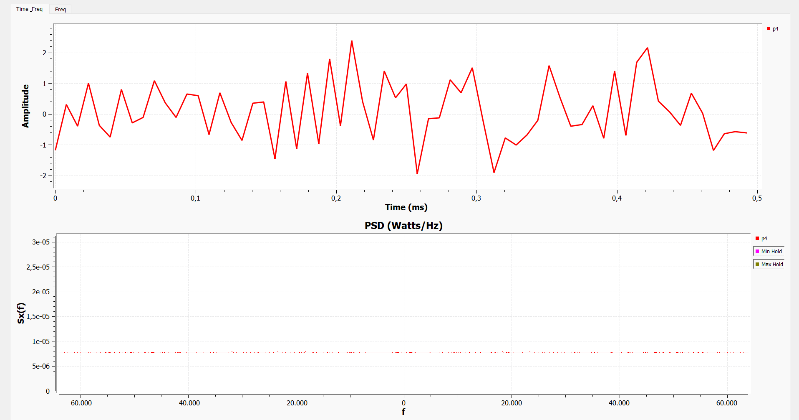 Time_Freq Freq
p4
Amplitude
2
1
0
-1
-2
0 0,1 0,2 0,3 0,4 0,5
Time (ms)
PSD (Watts/Hz)
p4
Min Hold
Max Hold
Sx(f)
3e-05
2,5e-05
2e-05
1,5e-05
1e-05
5e-06
0
60.000 40.000 20.000 0 20.000 40.000 60.000
f